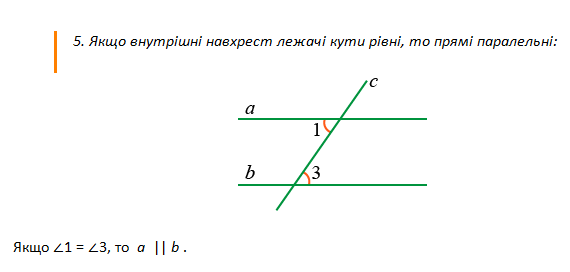 5. Якщо внутрішні навхрест лежачі кути рівні, то прямі паралельні:
c
a
1
b
3
Якщо ∠1 = ∠3, то a || b .